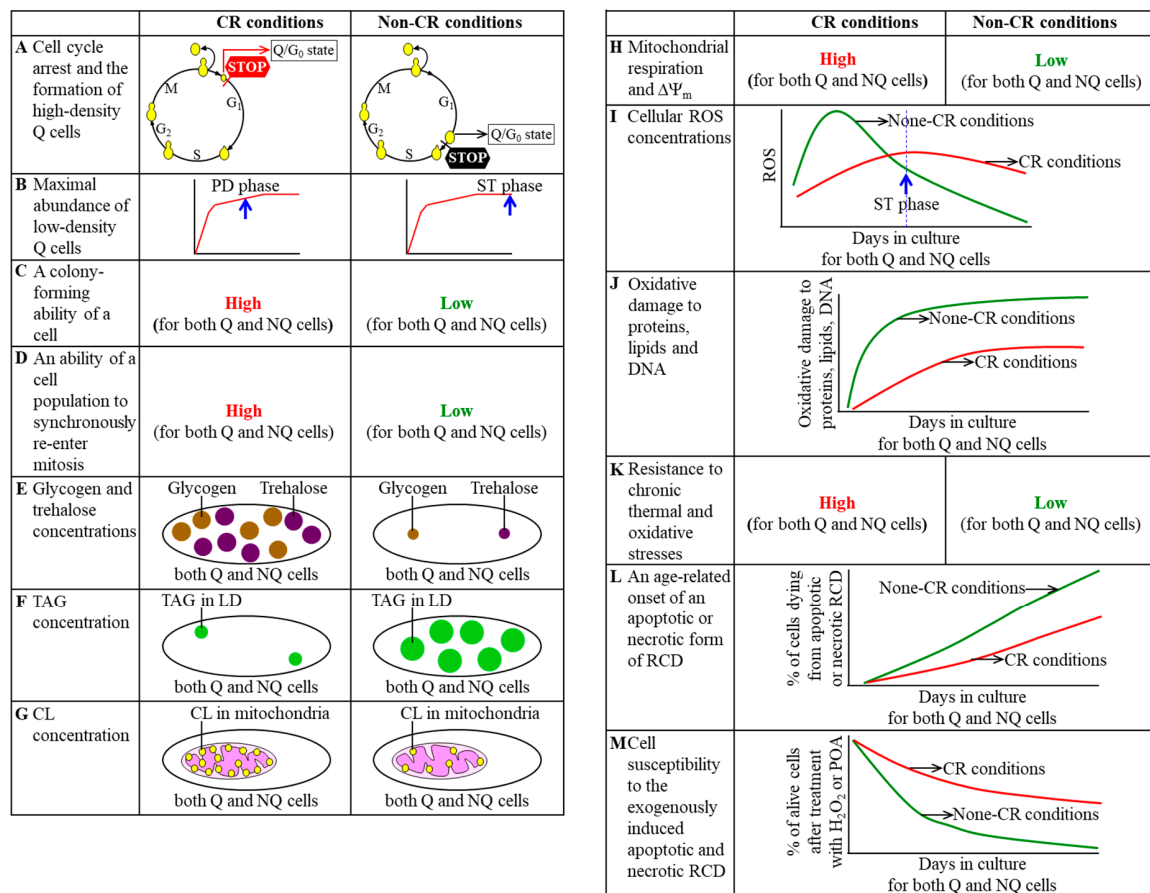 CR conditions
Non-CR conditions
A Cell cycle
arrest and the
formation of
high-density
Q cells
Q/G0 state
STOP
M
G1
G2
S
Q/G0 state
M
G1
G2
S
STOP
B Maximal
abundance of
low-density
Q cells
PD phase
ST phase
C A colony-
forming
ability of a
cell
High
(for both Q and NQ cells)
Low
(for both Q and NQ cells)
D An ability of a
cell
population to
synchronously
re-enter
mitosis
High
(for both Q and NQ cells)
Low
(for both Q and NQ cells)
E Glycogen and
trehalose
concentrations
Glycogen Trehalose
both Q and NQ cells
Glycogen Trehalose
both Q and NQ cells
F TAG
concentration
TAG in LD
both Q and NQ cells
TAG in LD
both Q and NQ cells
G CL
concentration
CL in mitochondria
both Q and NQ cells
CL in mitochondria
both Q and NQ cells
CR conditions
Non-CR conditions
H Mitochondrial
respiration
and ΔΨm
High
(for both Q and NQ cells)
Low
(for both Q and NQ cells)
I Cellular ROS
concentrations
ROS
None-CR conditions
CR conditions
ST phase
Days in culture
for both Q and NQ cells
J Oxidative
damage to
proteins,
lipids and
DNA
Oxidative damage to
proteins, lipids, DNA
None-CR conditions
CR conditions
Days in culture
for both Q and NQ cells
K Resistance to
chronic
thermal and
oxidative
stresses
High
(for both Q and NQ cells)
Low
(for both Q and NQ cells)
L An age-related
onset of an
apoptotic or
necrotic form
of RCD
% of cells dying
from apoptotic
or necrotic RCD
None-CR conditions
CR conditions
Days in culture
for both Q and NQ cells
M Cell
susceptibility
to the
exogenously
induced
apoptotic and
necrotic RCD
% of alive cells
after treatment
with H2O2 or POA
CR conditions
None-CR conditions
Days in culture
for both Q and NQ cells